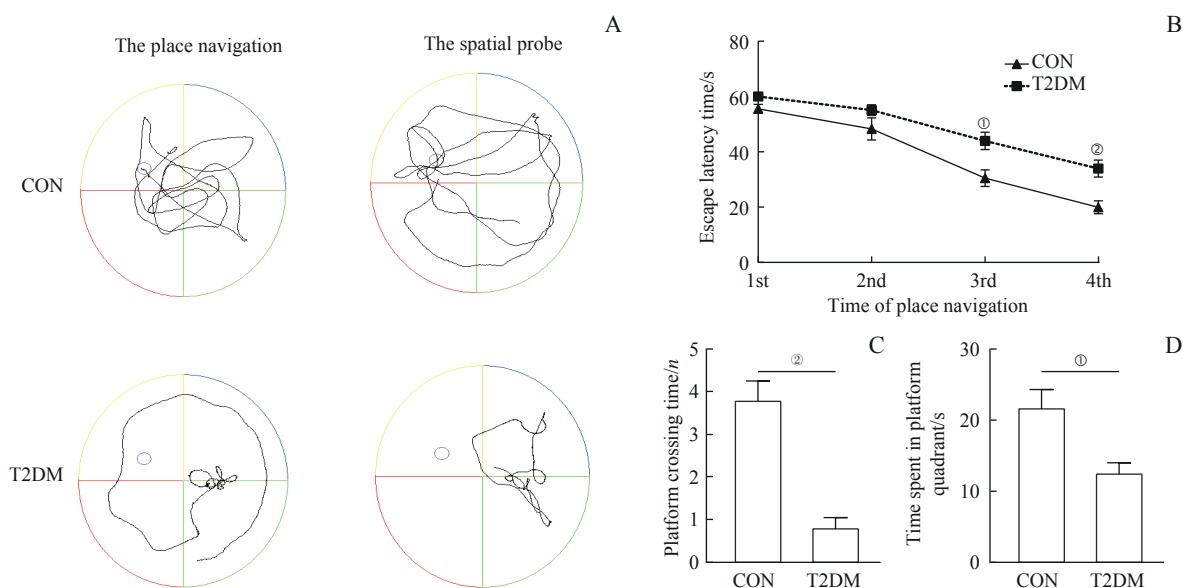 A
The place navigation
The spatial probe
CON
T2DM
B
Escape latency time/s
80
60
40
20
0
CON
T2DM
①
②
1st 2nd 3rd 4th
Time of place navigation
C
Platform crossing time/n
5
4
3
2
1
0
②
CON T2DM
D
Time spent in platform
quadrant/s
30
20
10
0
①
CON T2DM